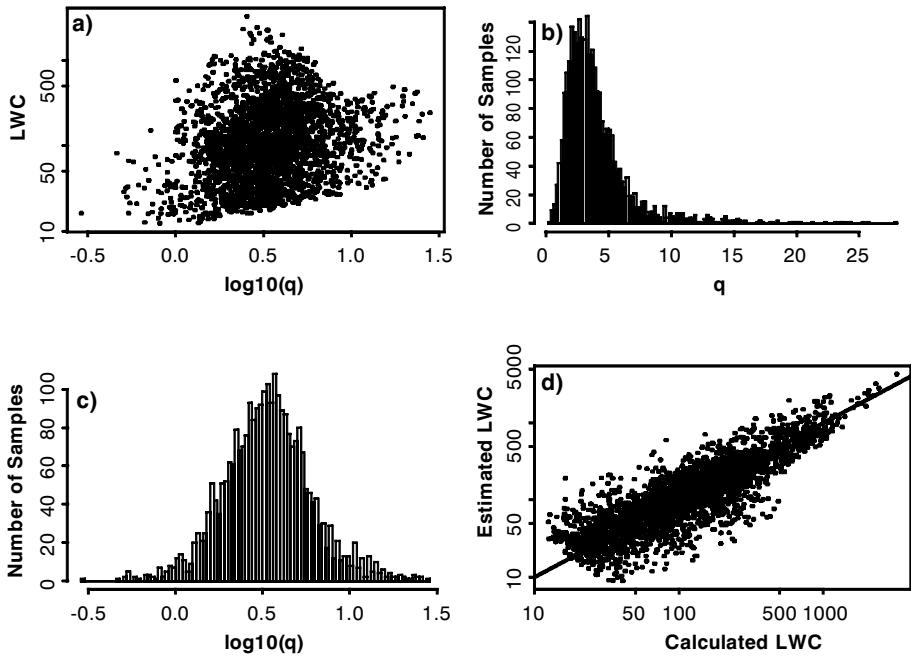 a)
LWC
500
50
10
-0.5 0.0 0.5 1.0 1.5
log10(q)
b)
Number of Samples
120
100
80
60
40
20
0
0 5 10 15 20 25
q
c)
Number of Samples
100
80
60
40
20
0
-0.5 0.0 0.5 1.0 1.5
log10(q)
d)
Estimated LWC
5000
500
50
10
10 50 100 500 1000
Calculated LWC